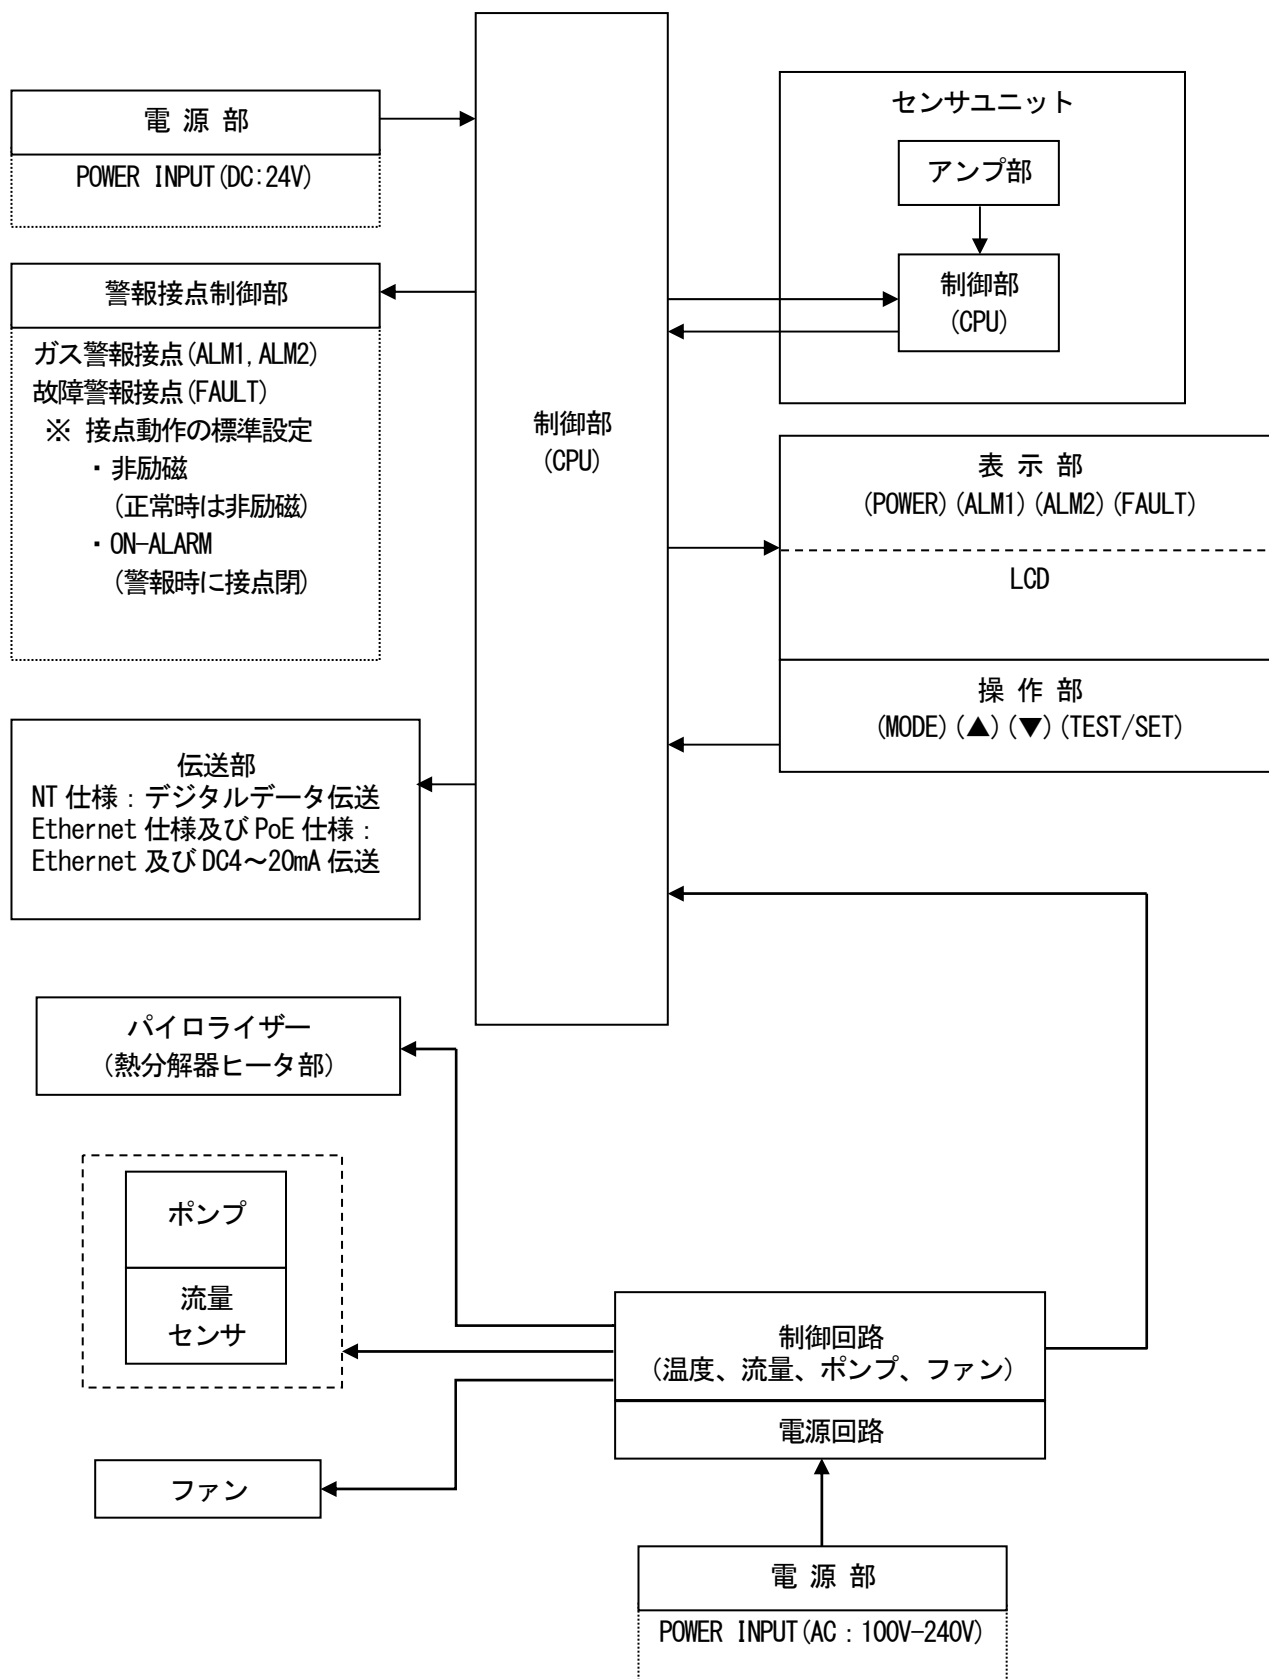 電 源 部
POWER INPUT(DC:24V)
警報接点制御部
ガス警報接点(ALM1,ALM2)
故障警報接点(FAULT)
※ 接点動作の標準設定
・非励磁
(正常時は非励磁)
・ON-ALARM
(警報時に接点閉)
伝送部
NT 仕様：デジタルデータ伝送
Ethernet 仕様及び PoE 仕様：
Ethernet 及び DC4～20mA 伝送
制御部
(CPU)
センサユニット
アンプ部
制御部
(CPU)
表 示 部
(POWER)(ALM1)(ALM2)(FAULT)
LCD
操 作 部
(MODE)(▲)(▼)(TEST/SET)
パイロライザー
(熱分解器ヒータ部)
ポンプ
流量
センサ
ファン
制御回路
(温度、流量、ポンプ、ファン)
電源回路
電 源 部
POWER INPUT(AC：100V-240V)